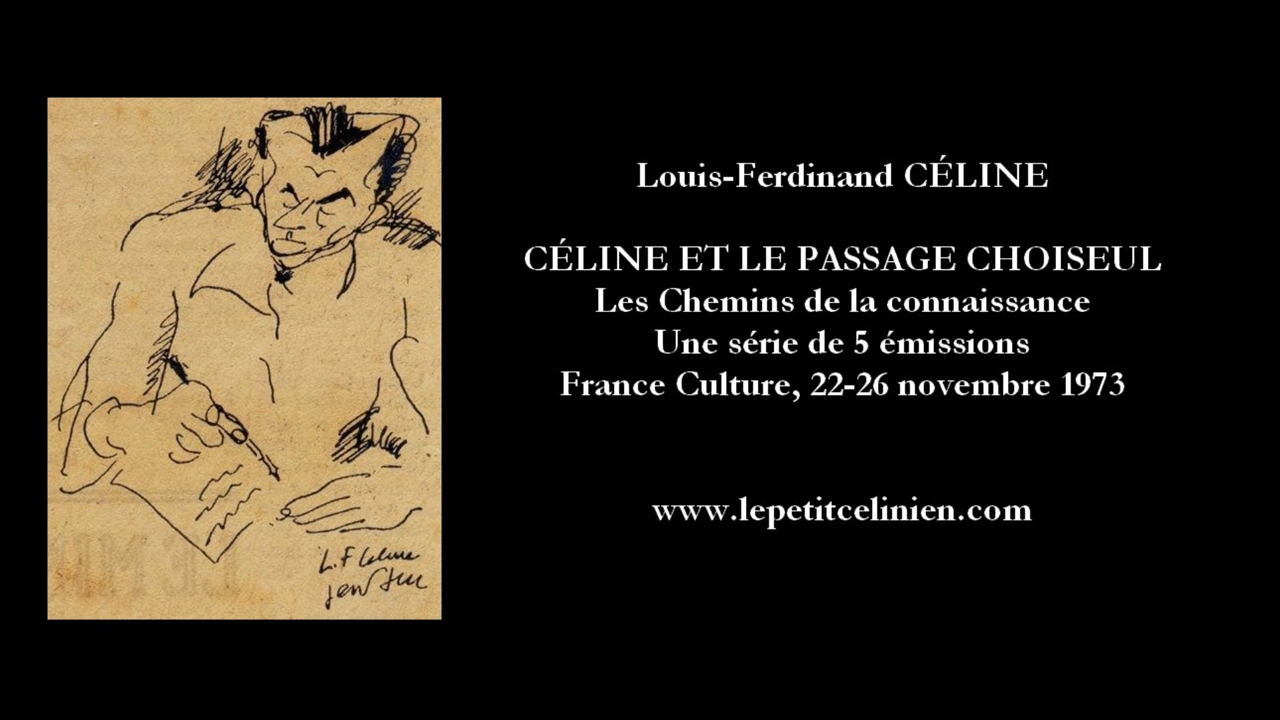 Louis-Ferdinand CÉLINE
CÉLINE ET LE PASSAGE CHOISEUL
Les Chemins de la connaissance
Une série de 5 émissions
France Culture, 22-26 novembre 1973
www.lepetitcelinien.com
L.F Celine